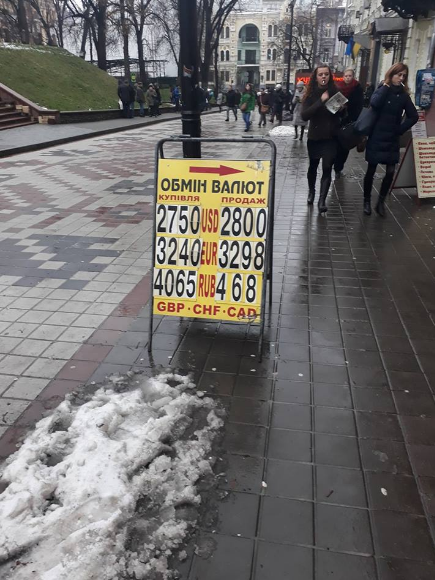 ОБМІН ВАЛЮТ
КУПІВЛЯ ПРОДАЖ
2750 USD 2800
3240 EUR 3298
4065 RUB 468
GBP · CHF · CAD